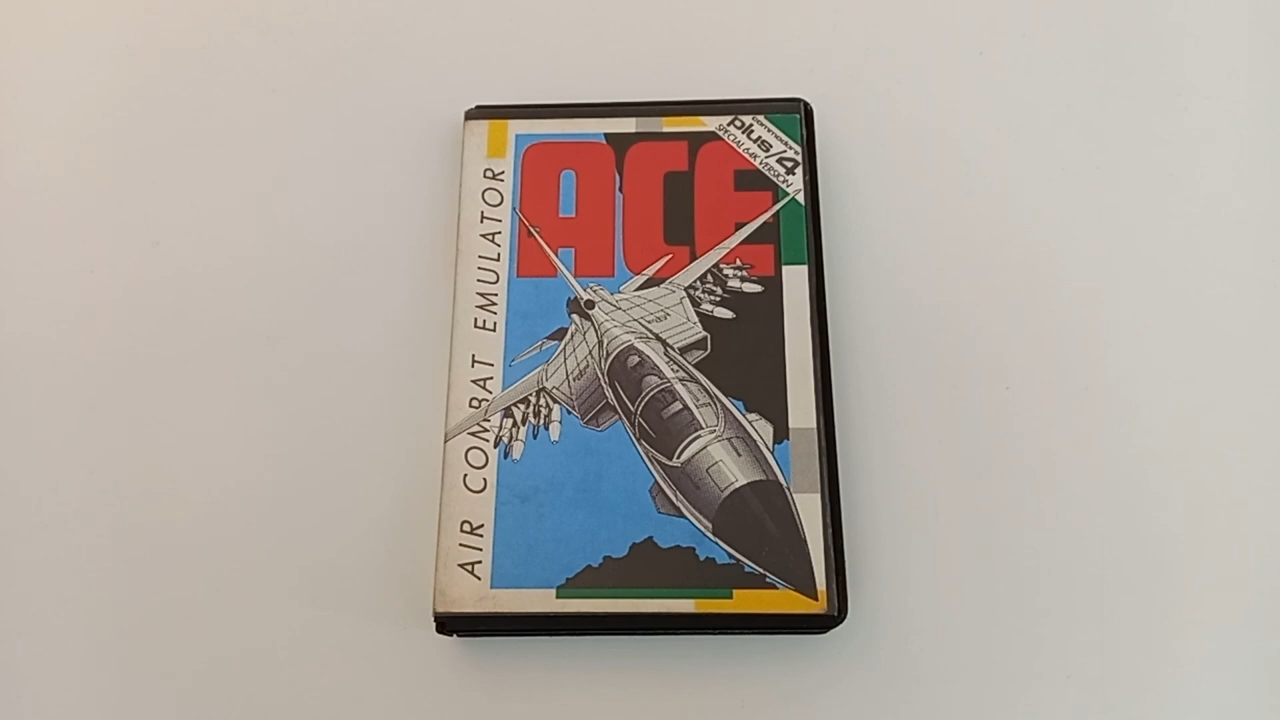 commodore
plus/4
SPECIAL 64K VERSION
ACE
AIR COMBAT EMULATOR